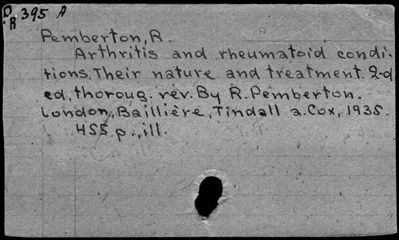 D.R 395 A
Pemberton, R.
Arthritis and rheumatoid condi-
tions. Their nature and treatment. 2-d
ed., thoroug. rev. By R. Pemberton.
London, Baillière, Tindall a. Cox, 1935.
455 p., ill.